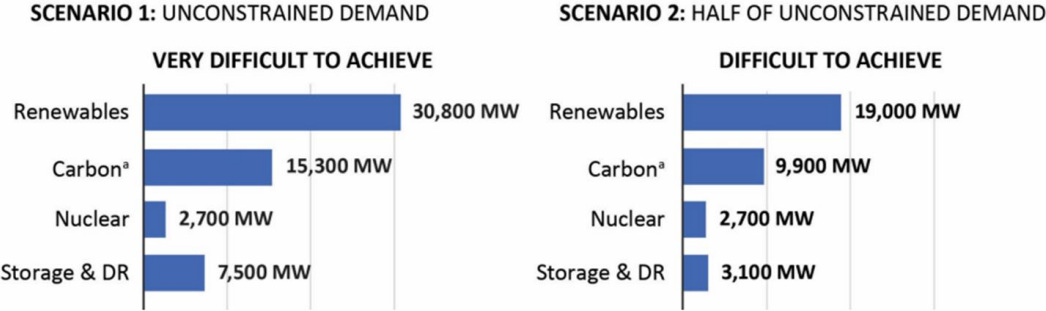 SCENARIO 1: UNCONSTRAINED DEMAND
VERY DIFFICULT TO ACHIEVE
Renewables 30,800 MW
Carbonᵃ 15,300 MW
Nuclear 2,700 MW
Storage & DR 7,500 MW
SCENARIO 2: HALF OF UNCONSTRAINED DEMAND
DIFFICULT TO ACHIEVE
Renewables 19,000 MW
Carbonᵃ 9,900 MW
Nuclear 2,700 MW
Storage & DR 3,100 MW